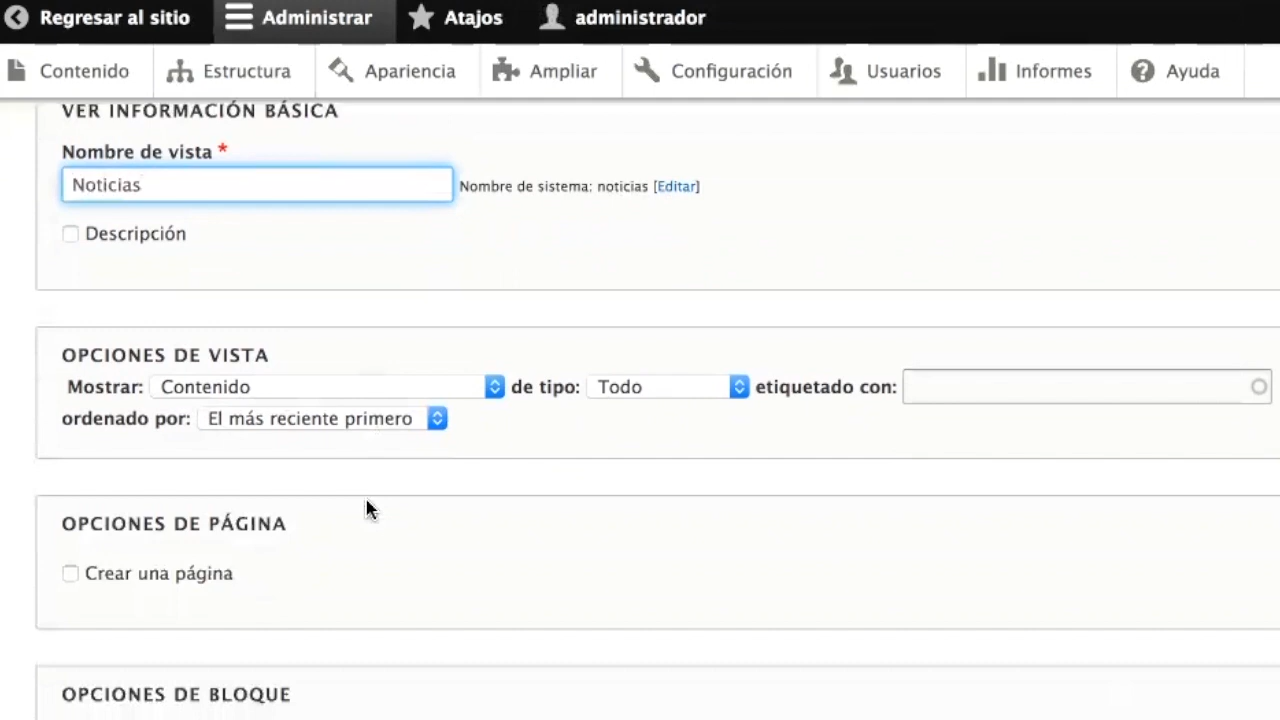 Regresar al sitio Administrar Atajos administrador
Contenido Estructura Apariencia Ampliar Configuración Usuarios Informes Ayuda
VER INFORMACIÓN BÁSICA
Nombre de vista *
Noticias Nombre de sistema: noticias [Editar]
Descripción
OPCIONES DE VISTA
Mostrar: Contenido de tipo: Todo etiquetado con:
ordenado por: El más reciente primero
OPCIONES DE PÁGINA
Crear una página
OPCIONES DE BLOQUE